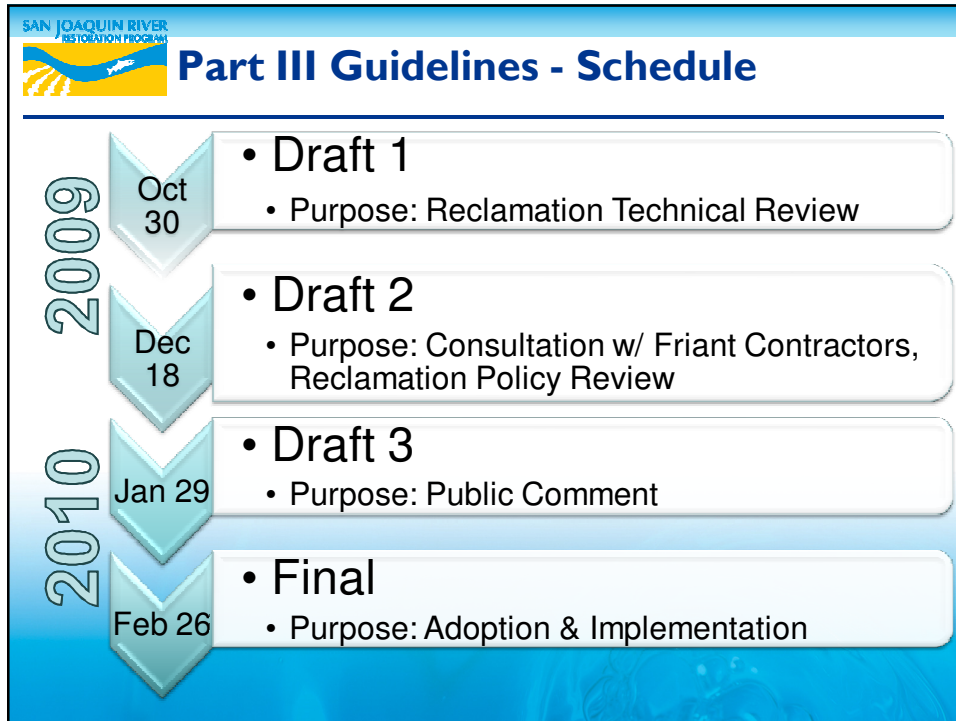 SAN JOAQUIN RIVER
RESTORATION PROGRAM
Part III Guidelines - Schedule
2009
Oct
30
• Draft 1
• Purpose: Reclamation Technical Review
Dec
18
• Draft 2
• Purpose: Consultation w/ Friant Contractors,
Reclamation Policy Review
2010
Jan 29
• Draft 3
• Purpose: Public Comment
Feb 26
• Final
• Purpose: Adoption & Implementation